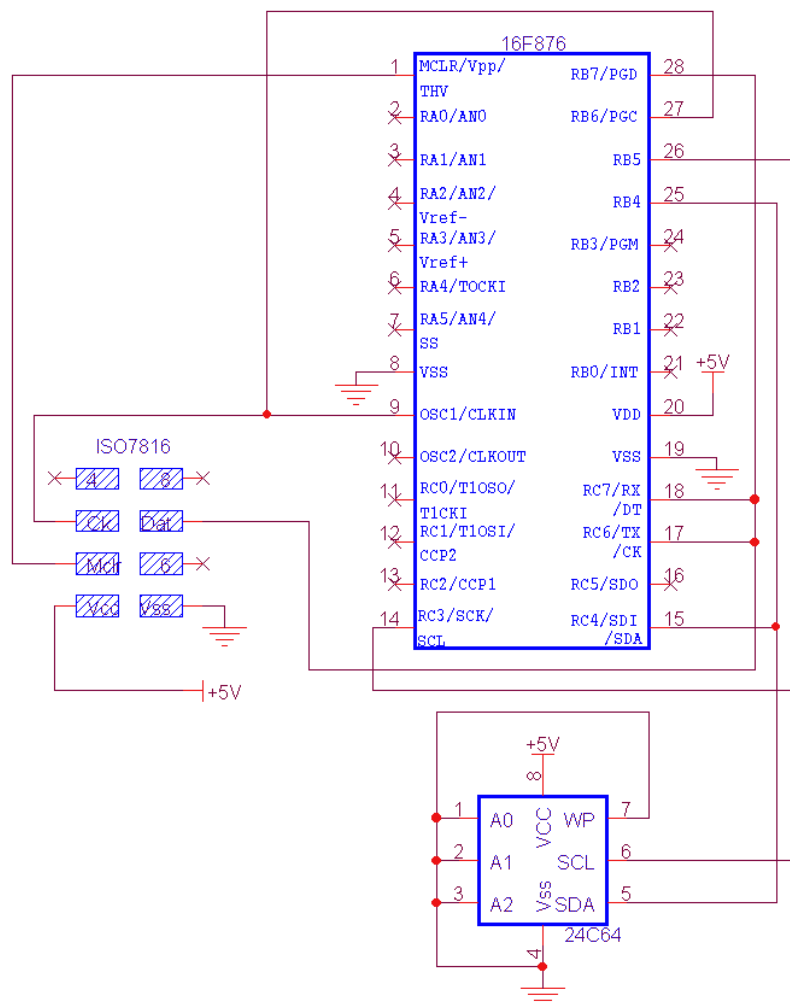 16F876
1 MCLR/Vpp/ RB7/PGD 28
THV
2 RA0/AN0 RB6/PGC 27
3 RA1/AN1 RB5 26
4 RA2/AN2/ RB4 25
Vref-
5 RA3/AN3/ RB3/PGM 24
Vref+
6 RA4/TOCKI RB2 23
7 RA5/AN4/ RB1 22
SS
8 VSS RB0/INT 21
+5V
9 OSC1/CLKIN VDD 20
10 OSC2/CLKOUT VSS 19
11 RC0/T1OSO/ RC7/RX 18
T1CKI /DT
12 RC1/T1OSI/ RC6/TX 17
CCP2 /CK
13 RC2/CCP1 RC5/SDO 16
14 RC3/SCK/ RC4/SDI 15
SCL /SDA
ISO7816
4 8
Ck Dat
Mclr 6
Vcc Vss
+5V
+5V
8
1 A0 VCC WP 7
2 A1 SCL 6
3 A2 Vss SDA 5
4
24C64